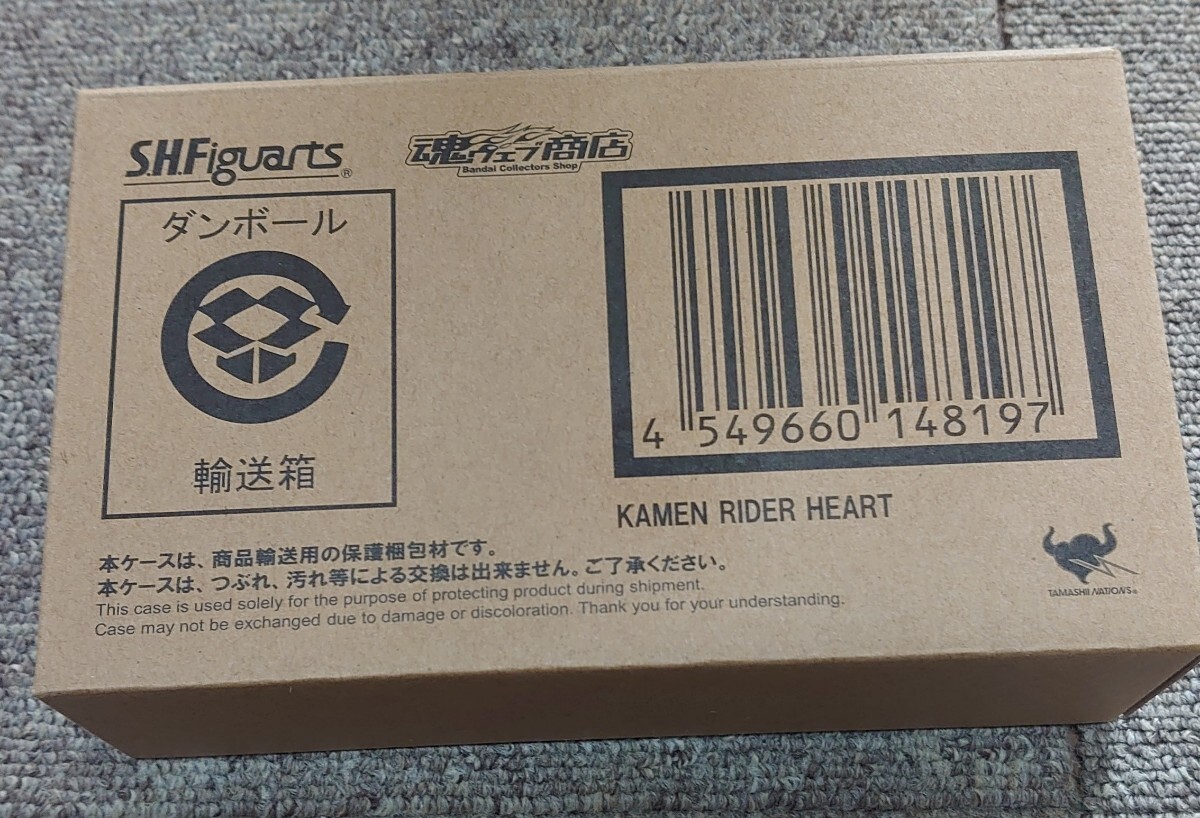 S.H.Figuarts®
魂ウェブ商店
Bandai Collectors Shop
ダンボール
輸送箱
4 549660 148197
KAMEN RIDER HEART
本ケースは、商品輸送用の保護梱包材です。
本ケースは、つぶれ、汚れ等による交換は出来ません。ご了承ください。
This case is used solely for the purpose of protecting product during shipment.
Case may not be exchanged due to damage or discoloration. Thank you for your understanding.
TAMASHII NATIONS®